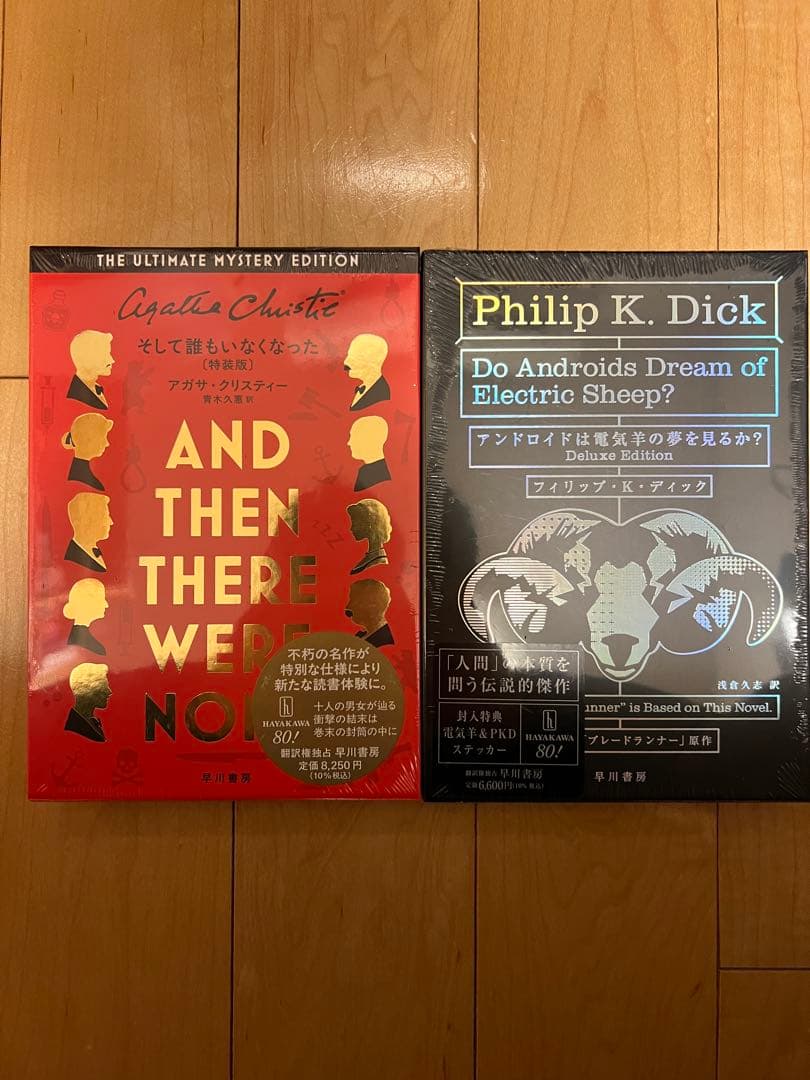 THE ULTIMATE MYSTERY EDITION
Agatha Christie®
そして誰もいなくなった
〔特装版〕
アガサ・クリスティー
青木久惠 訳
AND
THEN
THERE
WERE
不朽の名作が
特別な仕様により
新たな読書体験に。
h
HAYAKAWA
80!
十人の男女が辿る
衝撃の結末は
巻末の封筒の中に
翻訳権独占 早川書房
定価 8,250円
(10%税込)
早川書房
Philip K. Dick
Do Androids Dream of
Electric Sheep?
アンドロイドは電気羊の夢を見るか?
Deluxe Edition
フィリップ・K・ディック
「人間」の本質を
問う伝説的傑作
封入特典
電気羊&PKD
ステッカー
h
HAYAKAWA
80!
翻訳権独占 早川書房
定価6,600円(10%税込)
浅倉久志 訳
unner" is Based on This Novel.
ブレードランナー」原作
早川書房